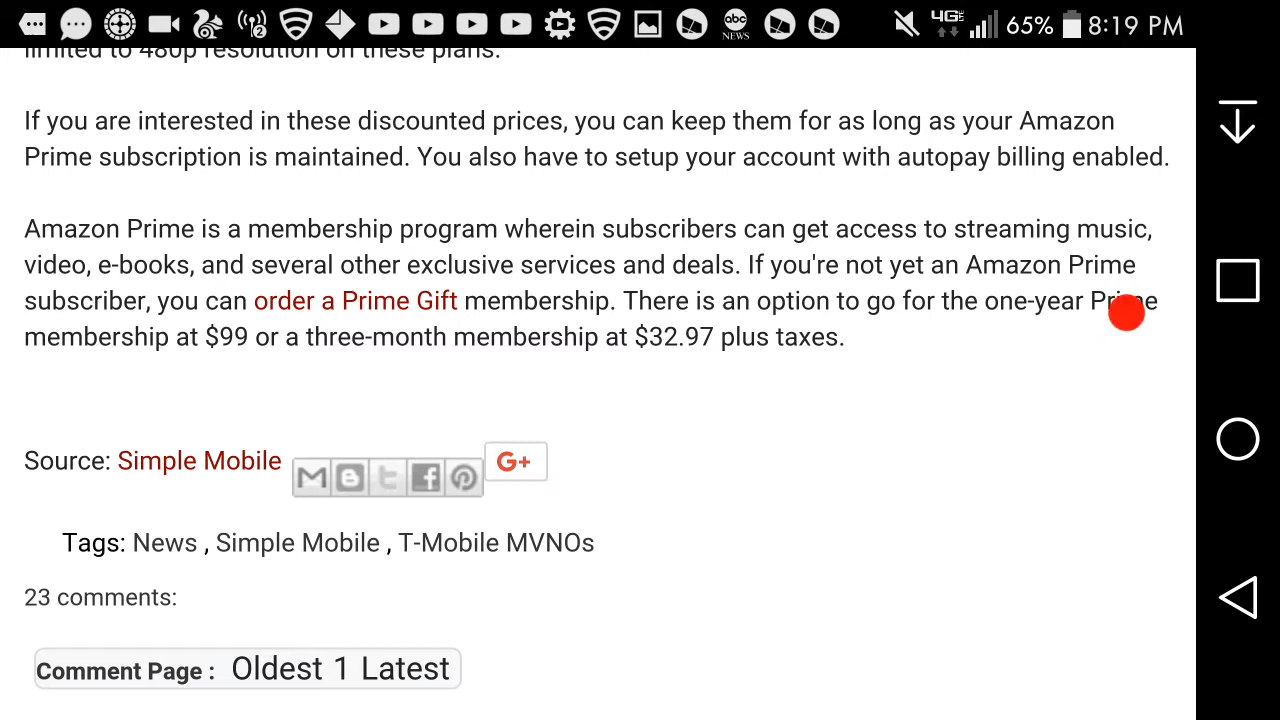 abc NEWS 4G 65% 8:19 PM
limited to 480p resolution on these plans.
If you are interested in these discounted prices, you can keep them for as long as your Amazon
Prime subscription is maintained. You also have to setup your account with autopay billing enabled.
Amazon Prime is a membership program wherein subscribers can get access to streaming music,
video, e-books, and several other exclusive services and deals. If you're not yet an Amazon Prime
subscriber, you can order a Prime Gift membership. There is an option to go for the one-year Prime
membership at $99 or a three-month membership at $32.97 plus taxes.
Source: Simple Mobile G+
Tags: News , Simple Mobile , T-Mobile MVNOs
23 comments:
Comment Page : Oldest 1 Latest